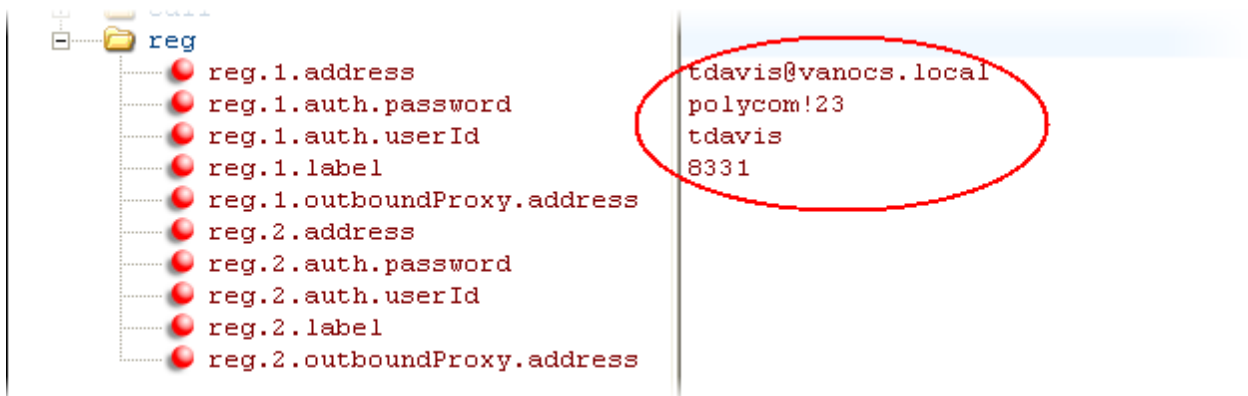 reg
reg.1.address tdavis@vanocs.local
reg.1.auth.password polycom!23
reg.1.auth.userId tdavis
reg.1.label 8331
reg.1.outboundProxy.address
reg.2.address
reg.2.auth.password
reg.2.auth.userId
reg.2.label
reg.2.outboundProxy.address